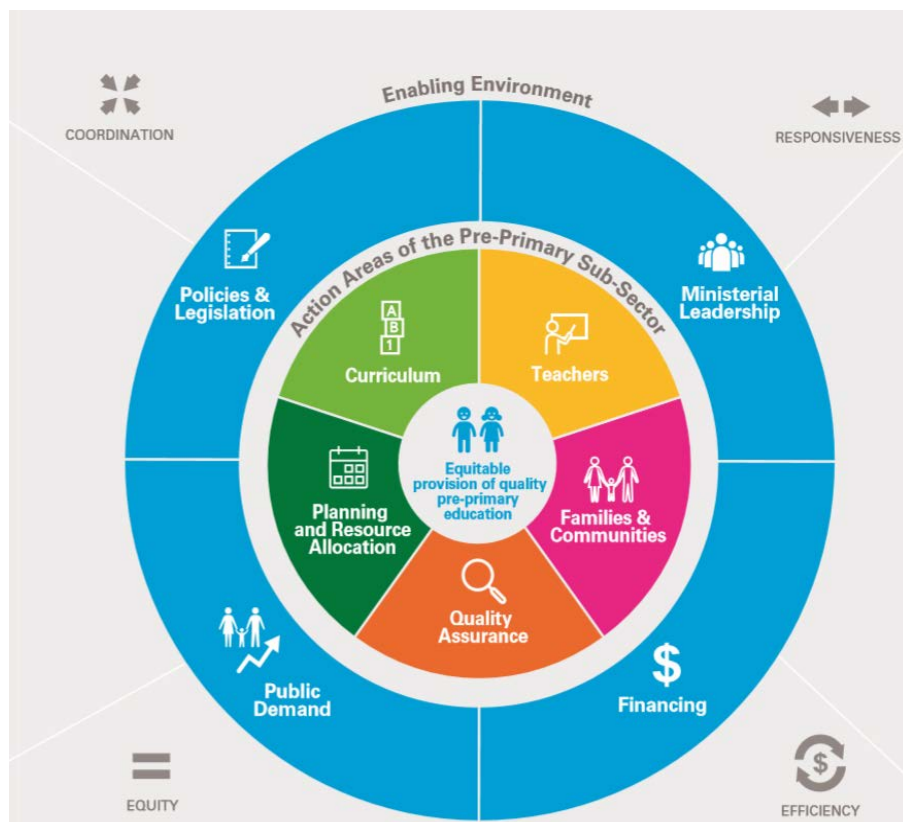 Enabling Environment
COORDINATION
RESPONSIVENESS
Action Areas of the Pre-Primary Sub-Sector
Policies &
Legislation
Ministerial
Leadership
A
B
1
Curriculum
Teachers
Equitable
provision of quality
pre-primary
education
Planning
and Resource
Allocation
Families &
Communities
Quality
Assurance
Public
Demand
$
Financing
EQUITY
$
EFFICIENCY